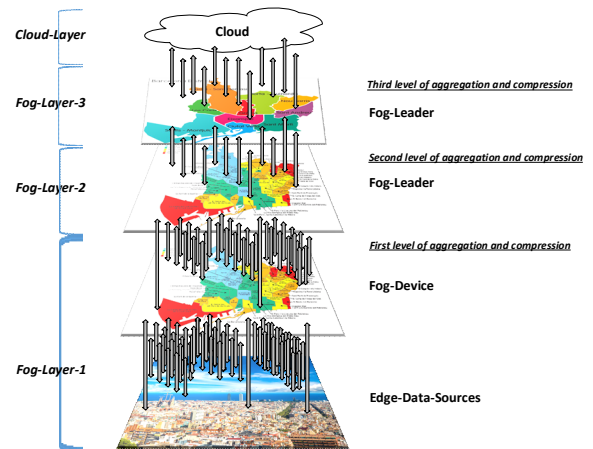 Cloud-Layer
Cloud
Fog-Layer-3
Third level of aggregation and compression
Fog-Leader
Fog-Layer-2
Second level of aggregation and compression
Fog-Leader
First level of aggregation and compression
Fog-Device
Fog-Layer-1
Edge-Data-Sources